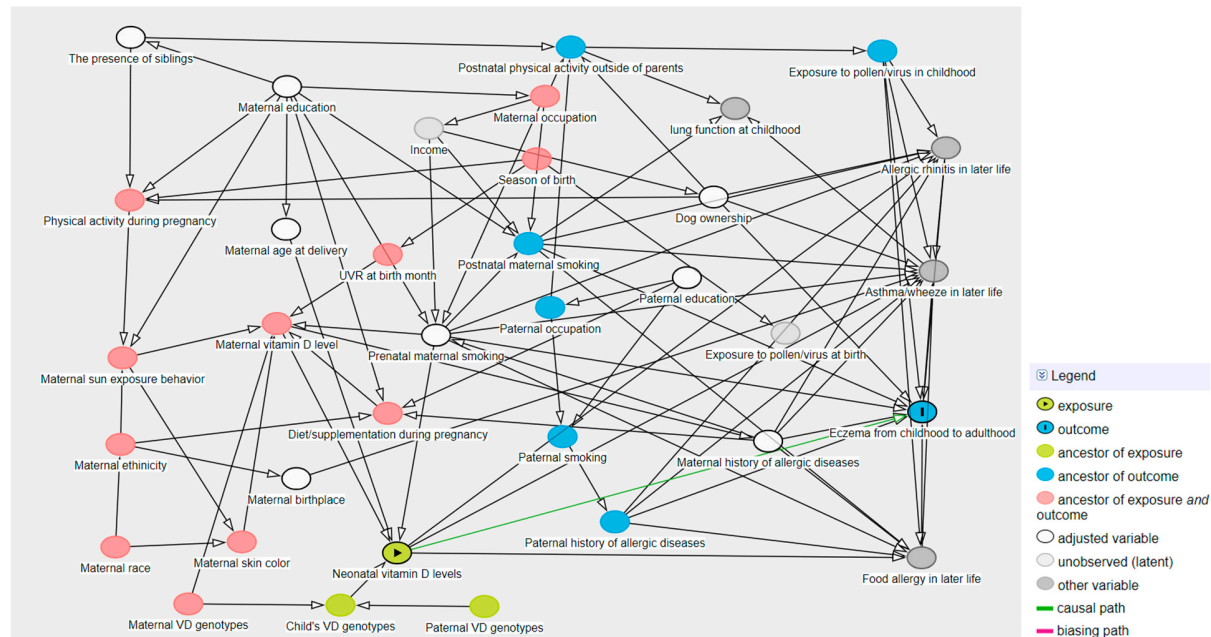 The presence of siblings
Postnatal physical activity outside of parents
Exposure to pollen/virus in childhood
Maternal education
Maternal occupation
lung function at childhood
Income
Season of birth
Allergic rhinitis in later life
Physical activity during pregnancy
Dog ownership
Maternal age at delivery
Postnatal maternal smoking
UVR at birth month
Asthma/wheeze in later life
Paternal education
Paternal occupation
Maternal vitamin D level
Prenatal maternal smoking
Exposure to pollen/virus at birth
Maternal sun exposure behavior
Diet/supplementation during pregnancy
Eczema from childhood to adulthood
Maternal ethinicity
Paternal smoking
Maternal history of allergic diseases
Maternal birthplace
Paternal history of allergic diseases
Maternal race
Maternal skin color
Neonatal vitamin D levels
Food allergy in later life
Maternal VD genotypes
Child's VD genotypes
Paternal VD genotypes
Legend
exposure
outcome
ancestor of exposure
ancestor of outcome
ancestor of exposure and
outcome
adjusted variable
unobserved (latent)
other variable
causal path
biasing path